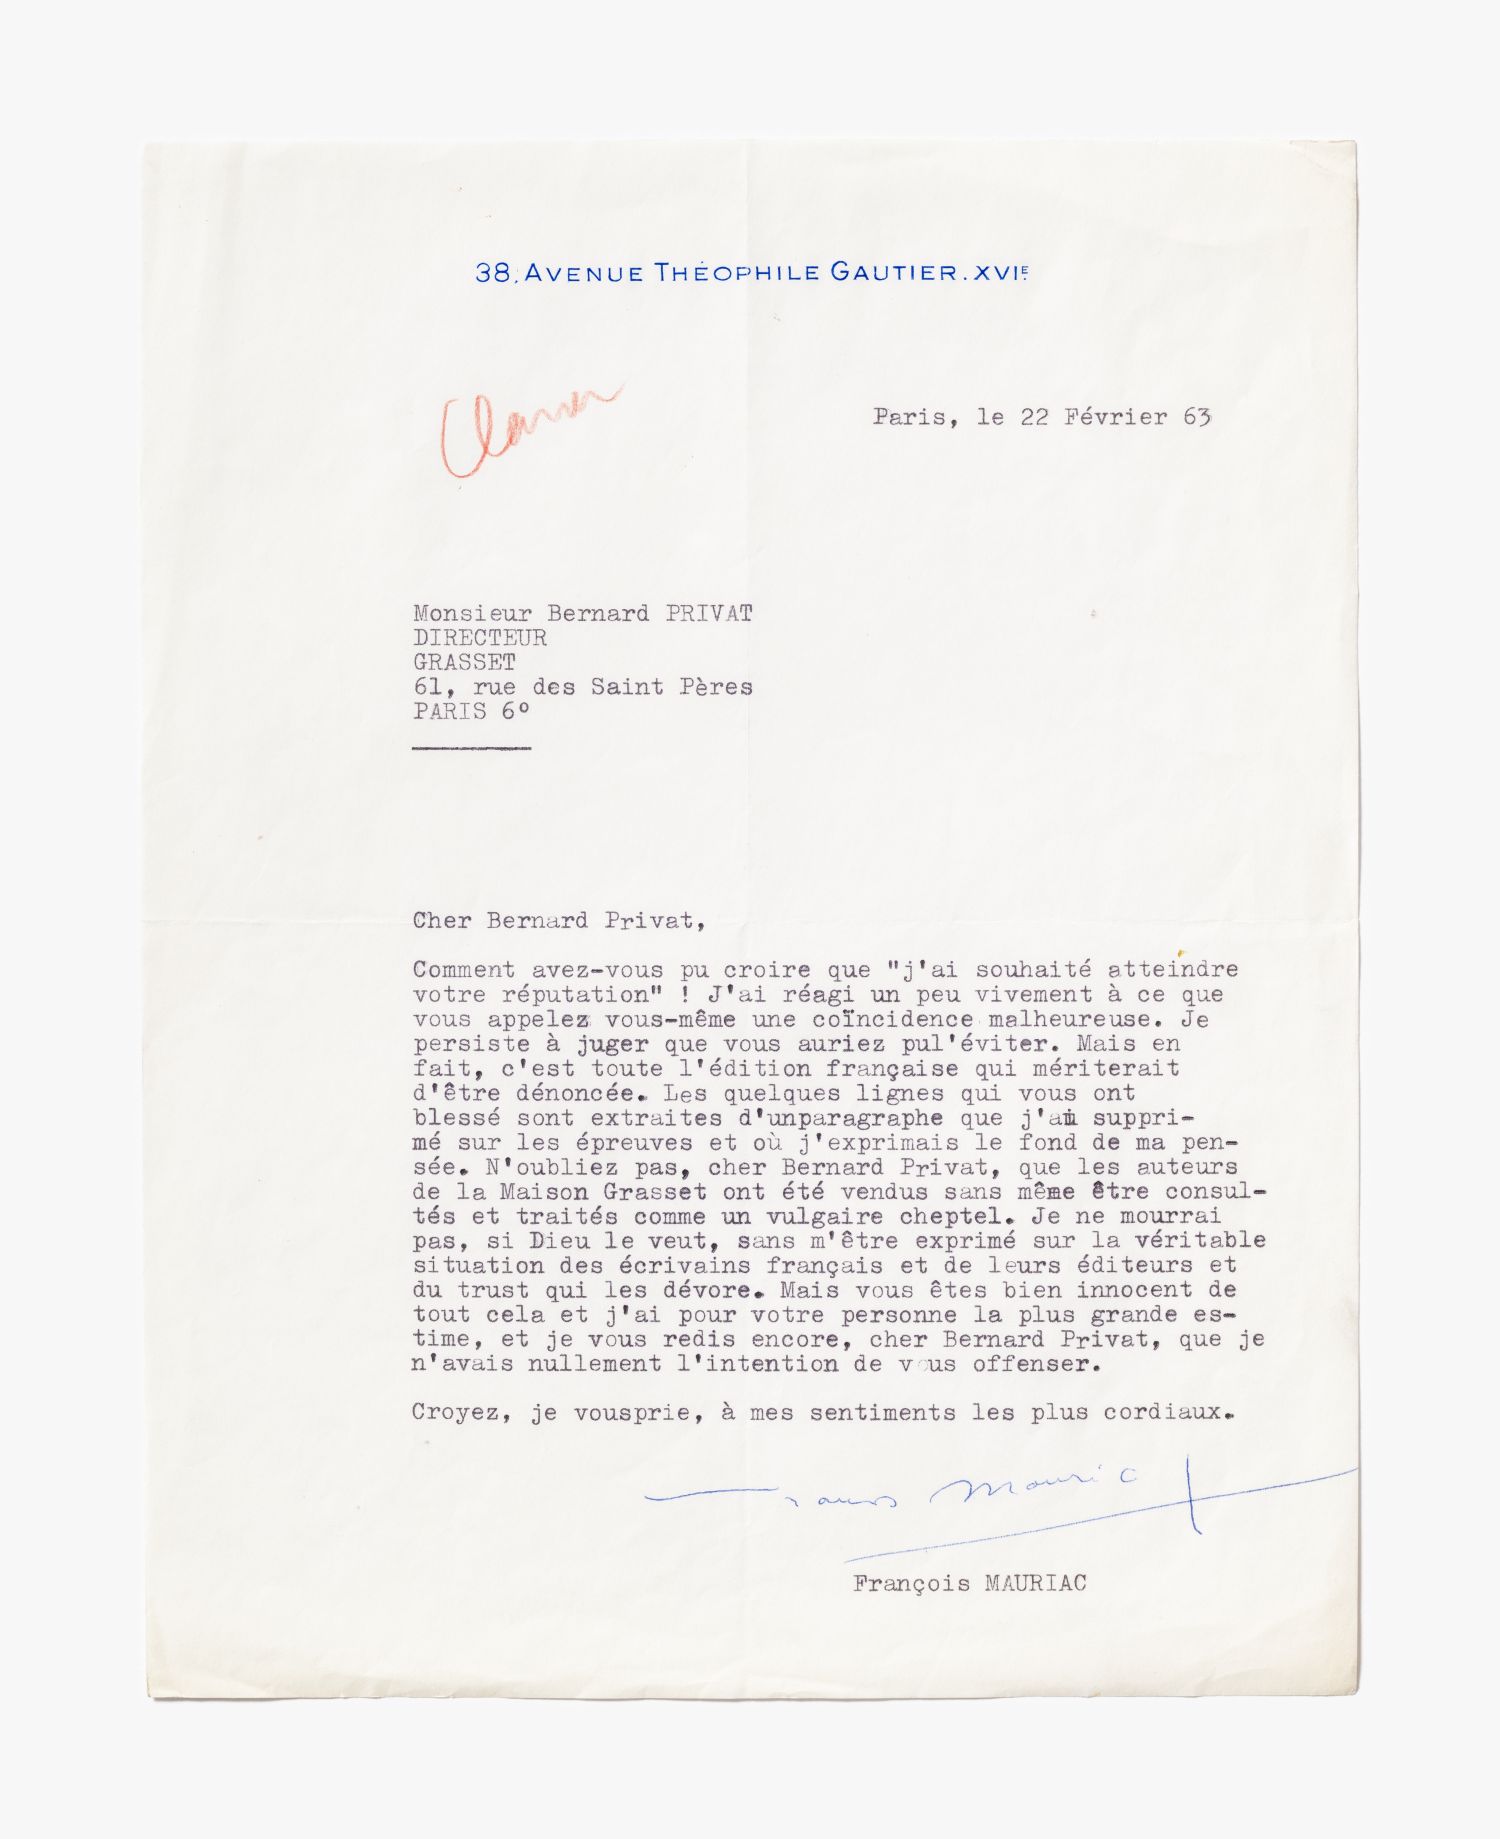 38, AVENUE THÉOPHILE GAUTIER. XVIE
Paris, le 22 Février 63
Monsieur Bernard PRIVAT
DIRECTEUR
GRASSET
61, rue des Saint Pères
PARIS 6º
Cher Bernard Privat,
Comment avez-vous pu croire que "j'ai souhaité atteindre
votre réputation" ! J'ai réagi un peu vivement à ce que
vous appelez vous-même une coïncidence malheureuse. Je
persiste à juger que vous auriez pul'éviter. Mais en
fait, c'est toute l'édition française qui mériterait
d'être dénoncée. Les quelques lignes qui vous ont
blessé sont extraites d'unparagraphe que j'ai suppri-
mé sur les épreuves et où j'exprimais le fond de ma pen-
sée. N'oubliez pas, cher Bernard Privat, que les auteurs
de la Maison Grasset ont été vendus sans même être consul-
tés et traités comme un vulgaire cheptel. Je ne mourrai
pas, si Dieu le veut, sans m'être exprimé sur la véritable
situation des écrivains français et de leurs éditeurs et
du trust qui les dévore. Mais vous êtes bien innocent de
tout cela et j'ai pour votre personne la plus grande es-
time, et je vous redis encore, cher Bernard Privat, que je
n'avais nullement l'intention de vous offenser.
Croyez, je vousprie, à mes sentiments les plus cordiaux.
François Mauriac
François MAURIAC